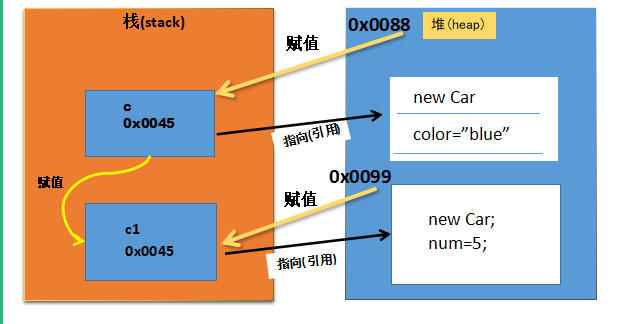 栈(stack)
0x0088
堆（heap）
赋值
c
0x0045
new Car
color=”blue”
指向(引用)
赋值
0x0099
赋值
c1
0x0045
new Car;
num=5;
指向(引用)